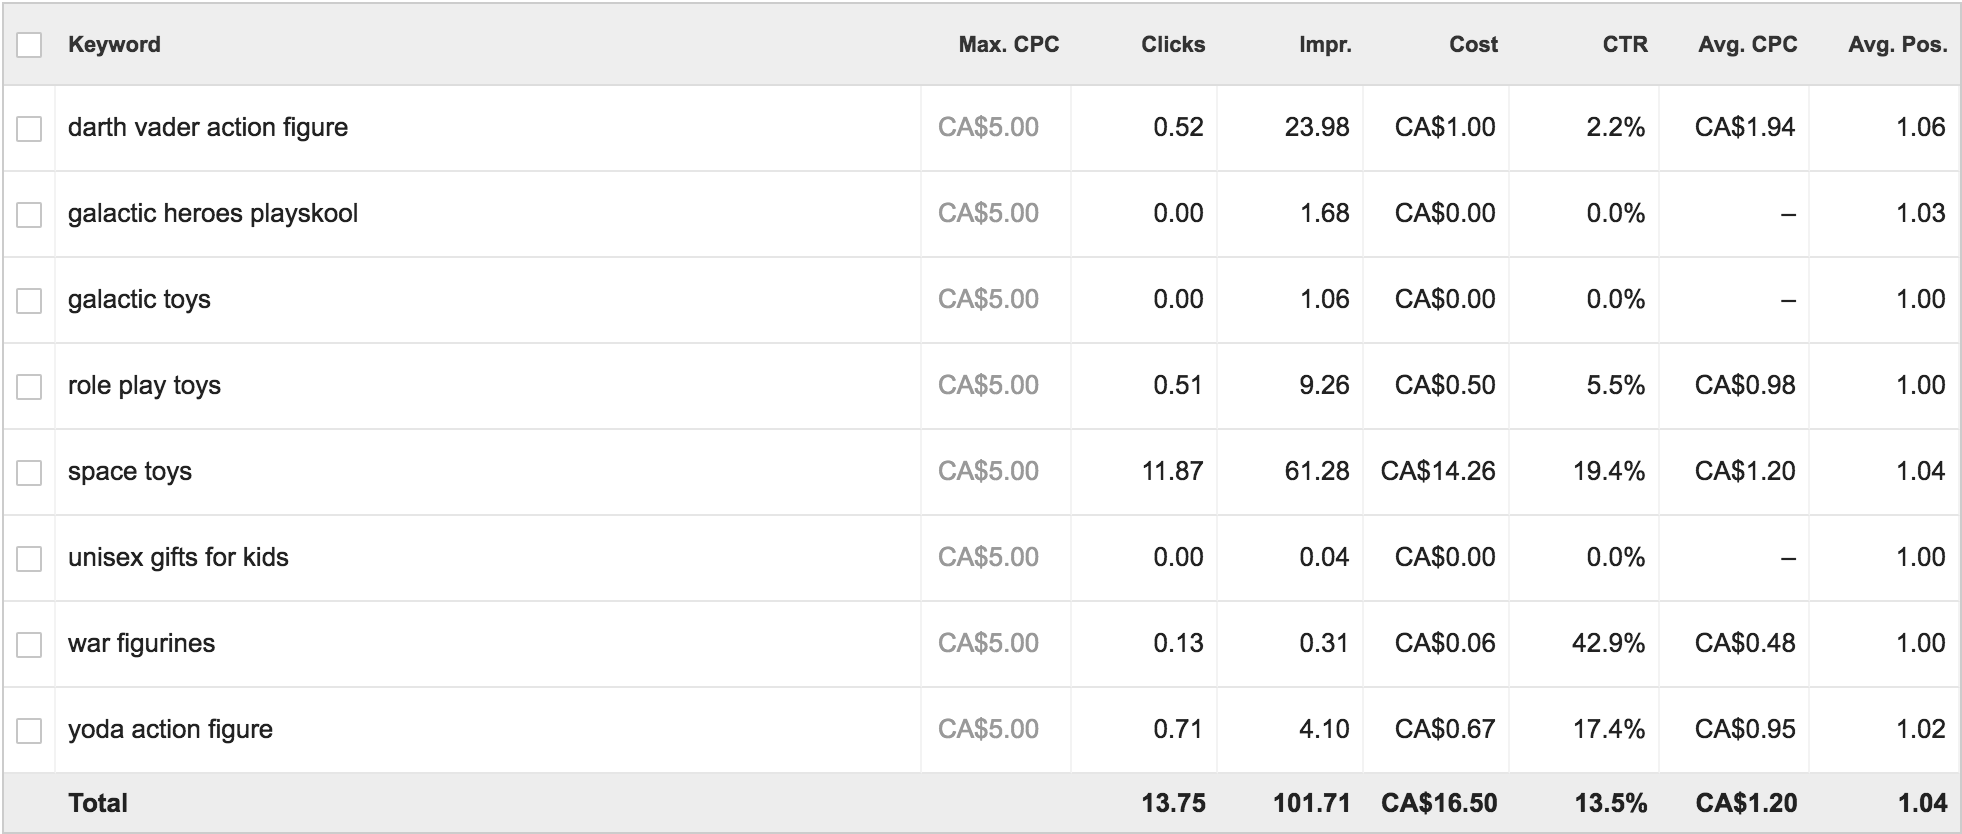 Keyword Max. CPC Clicks Impr. Cost CTR Avg. CPC Avg. Pos.
darth vader action figure CA$5.00 0.52 23.98 CA$1.00 2.2% CA$1.94 1.06
galactic heroes playskool CA$5.00 0.00 1.68 CA$0.00 0.0% – 1.03
galactic toys CA$5.00 0.00 1.06 CA$0.00 0.0% – 1.00
role play toys CA$5.00 0.51 9.26 CA$0.50 5.5% CA$0.98 1.00
space toys CA$5.00 11.87 61.28 CA$14.26 19.4% CA$1.20 1.04
unisex gifts for kids CA$5.00 0.00 0.04 CA$0.00 0.0% – 1.00
war figurines CA$5.00 0.13 0.31 CA$0.06 42.9% CA$0.48 1.00
yoda action figure CA$5.00 0.71 4.10 CA$0.67 17.4% CA$0.95 1.02
Total 13.75 101.71 CA$16.50 13.5% CA$1.20 1.04